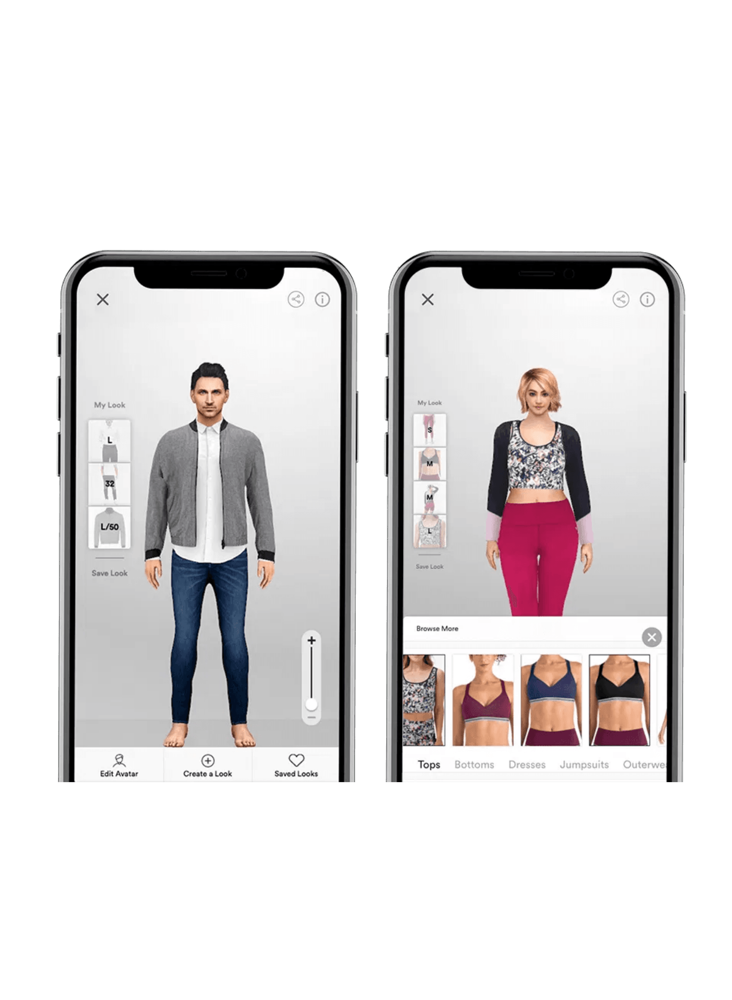 My Look
L
32
L/50
Save Look
Edit Avatar
Create a Look
Saved Looks
My Look
S
M
M
L
Save Look
Browse More
Tops Bottoms Dresses Jumpsuits Outerwe